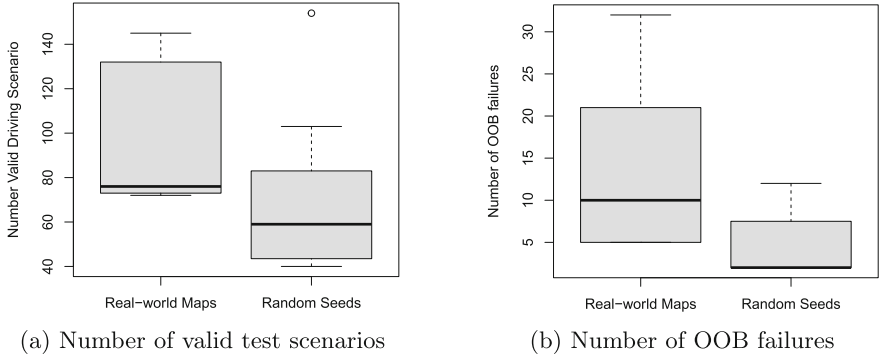 Number Valid Driving Scenario
140
120
100
80
60
40
Real−world Maps
Random Seeds
(a) Number of valid test scenarios
Number of OOB failures
30
25
20
15
10
5
Real−world Maps
Random Seeds
(b) Number of OOB failures